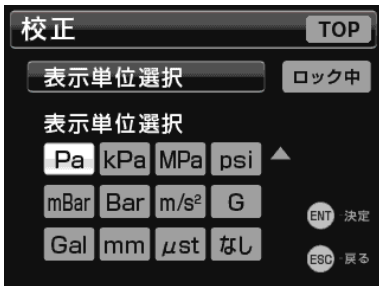 校正 TOP
表示単位選択 ロック中
表示単位選択
Pa kPa MPa psi
mBar Bar m/s² G
ENT - 決定
Gal mm μst なし
ESC - 戻る